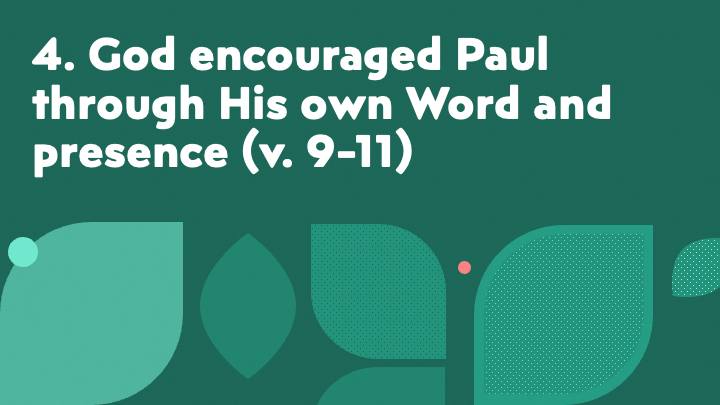 4. God encouraged Paul
through His own Word and
presence (v. 9-11)